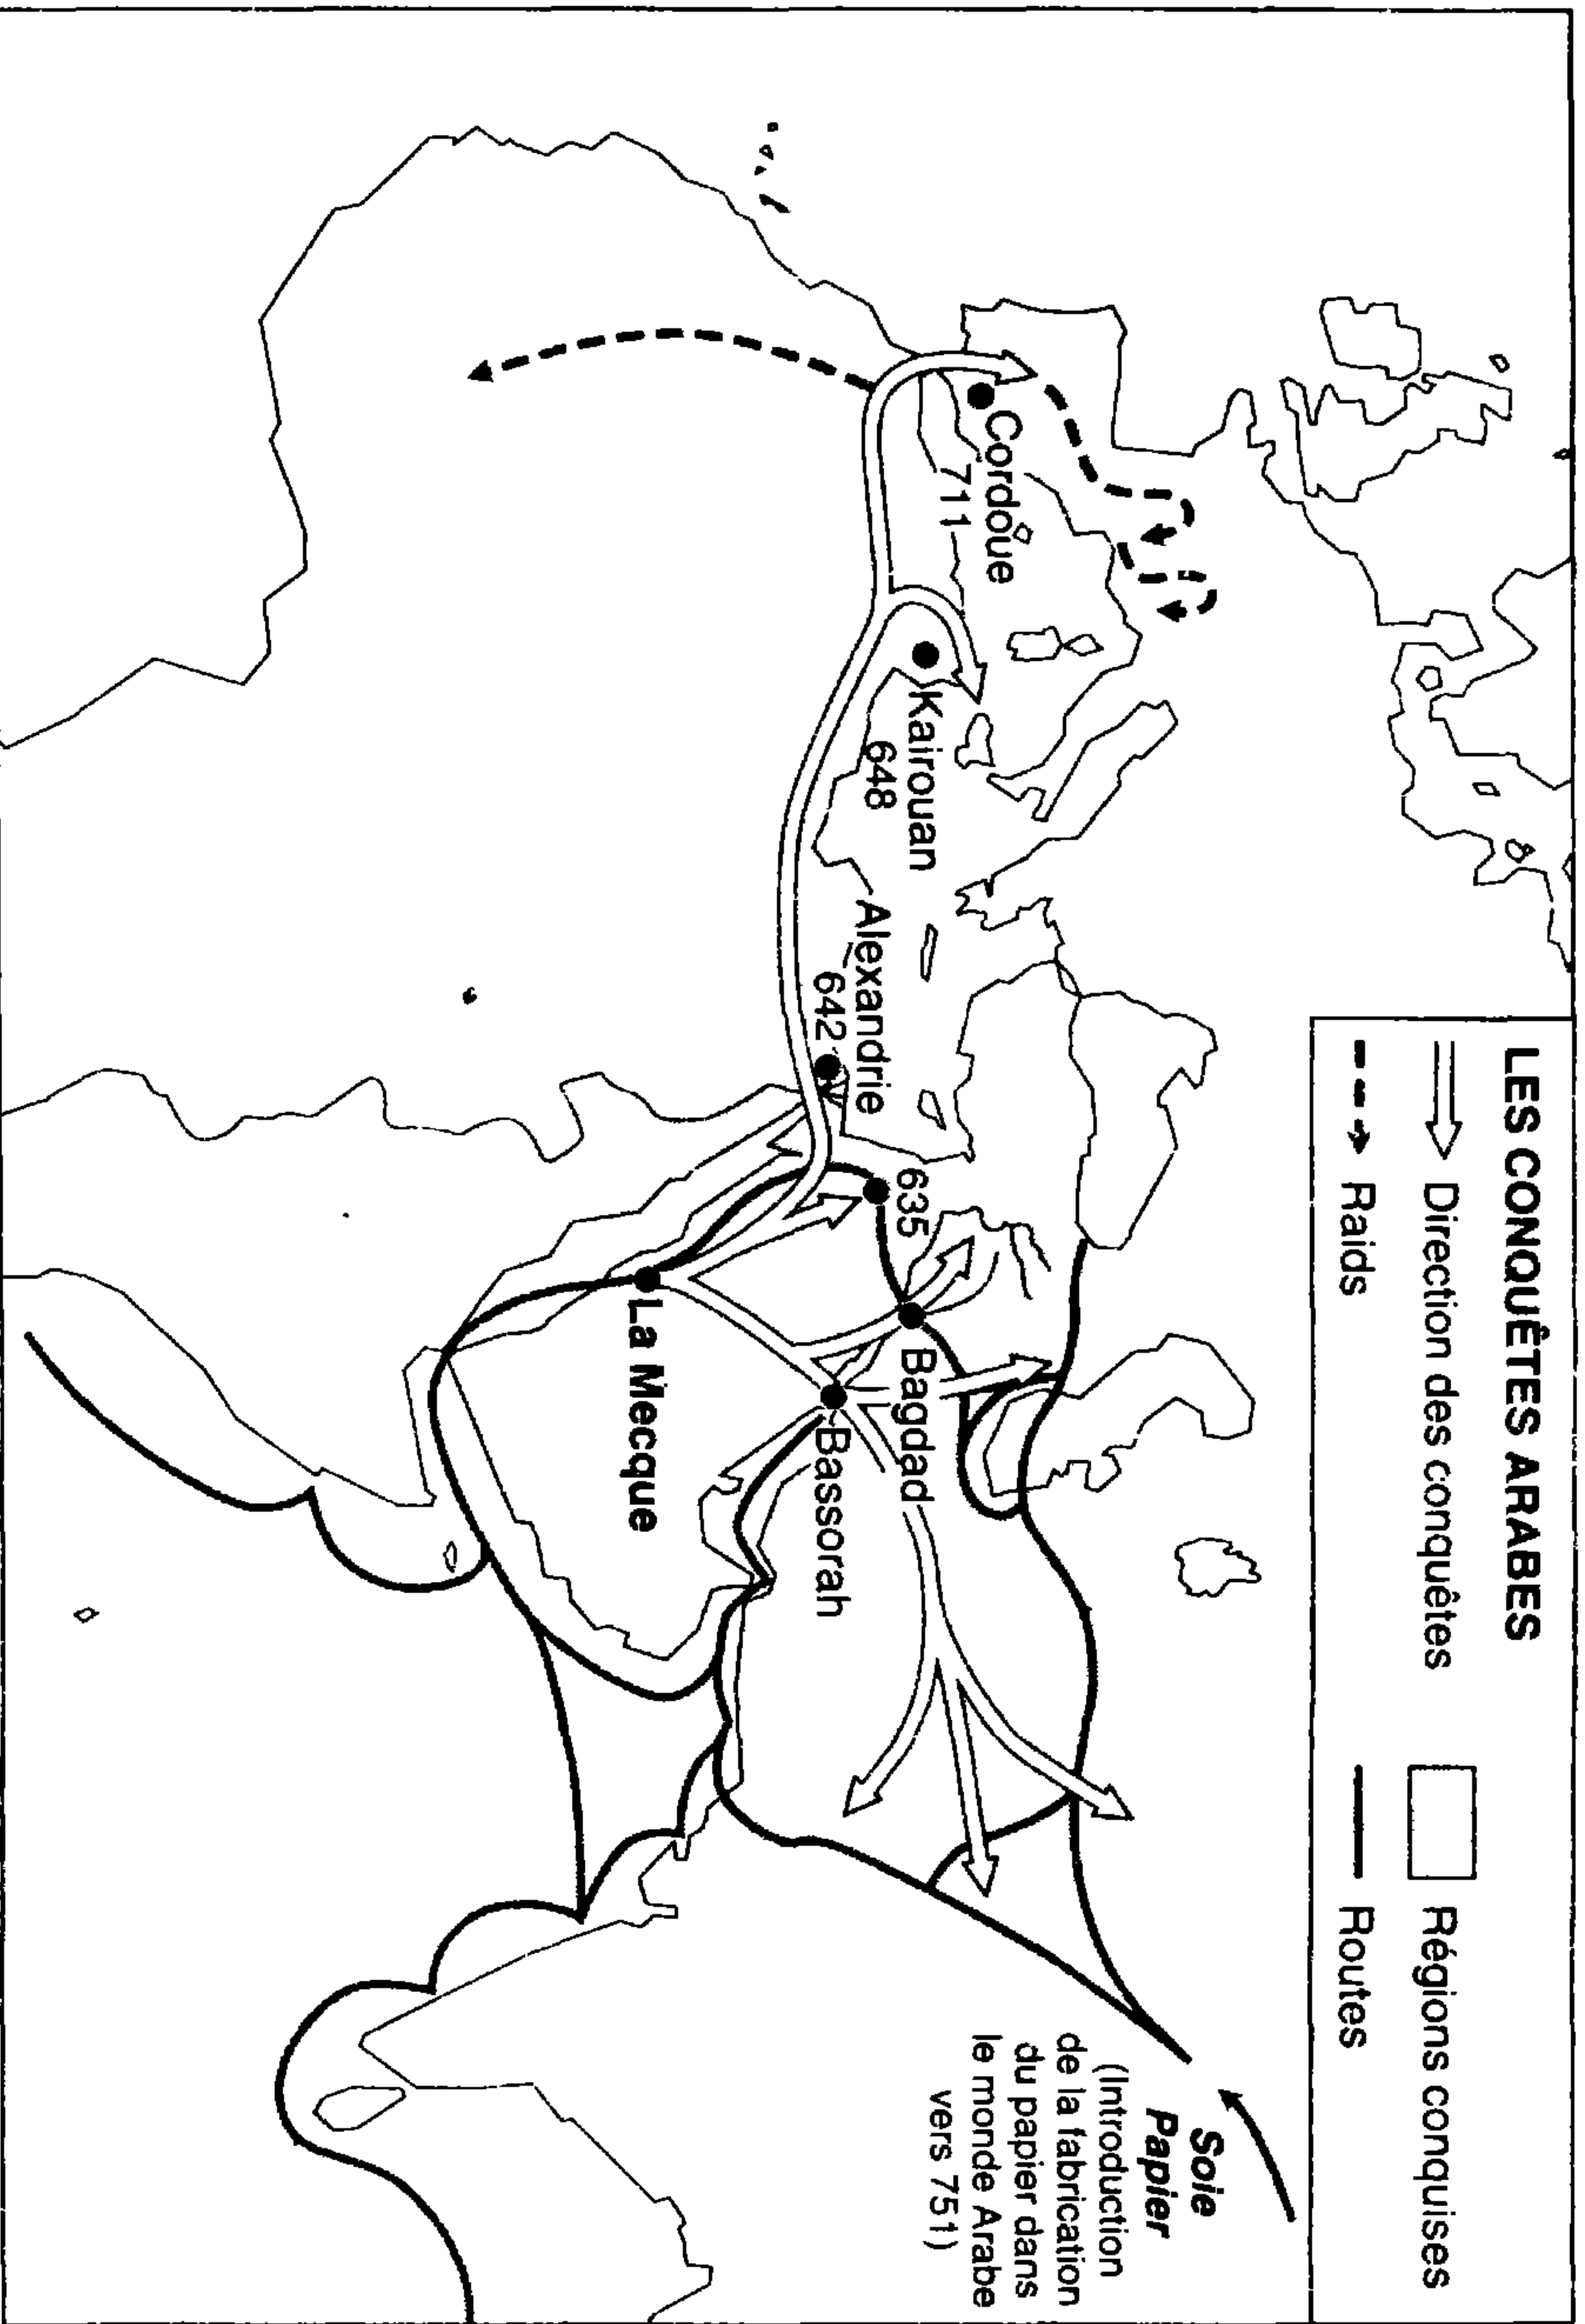 LES CONQUÊTES ARABES
Direction des conquêtes
Régions conquises
Raids
Routes
Soie
Papier
(Introduction
de la fabrication
du papier dans
le monde Arabe
vers 751)
Cordoue
711
Kairouan
648
Alexandrie
642
635
Bagdad
Bassorah
La Mecque